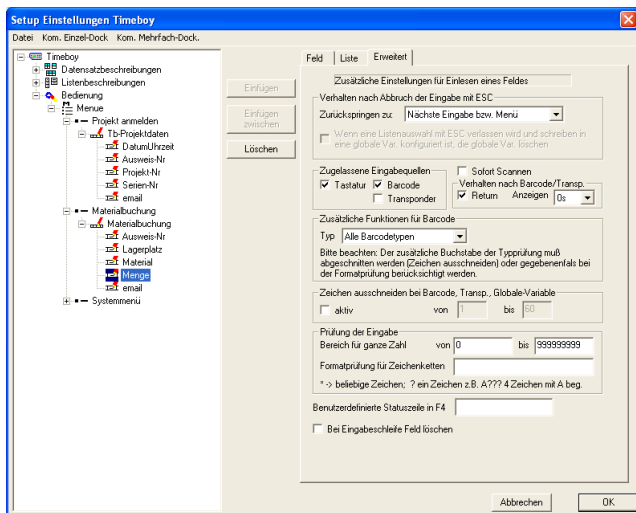 Setup Einstellungen Timeboy
Datei Kom. Einzel-Dock Kom. Mehrfach-Dock.
Timeboy
Datensatzbeschreibungen
Listenbeschreibungen
Bedienung
Menue
Projekt anmelden
Tb-Projektdaten
DatumUhrzeit
Ausweis-Nr
Projekt-Nr
Serien-Nr
email
Materialbuchung
Materialbuchung
Ausweis-Nr
Lagerplatz
Material
Menge
email
Systemmenü
Einfügen
Einfügen
zwischen
Löschen
Feld Liste Erweitert
Zusätzliche Einstellungen für Einlesen eines Feldes
Verhalten nach Abbruch der Eingabe mit ESC
Zurückspringen zu: Nächste Eingabe bzw. Menü
Wenn eine Listenauswahl mit ESC verlassen wird und schreiben in
eine globale Var. konfiguriert ist, die globale Var. löschen
Zugelassene Eingabequellen
Tastatur Barcode
Transponder
Sofort Scannen
Verhalten nach Barcode/Transp.
Return Anzeigen 0s
Zusätzliche Funktionen für Barcode
Typ Alle Barcodetypen
Bitte beachten: Der zusätzliche Buchstabe der Typprüfung muß
abgeschnitten werden (Zeichen ausschneiden) oder gegebenenfalls bei
der Formatprüfung berücksichtigt werden.
Zeichen ausschneiden bei Barcode, Transp., Globale-Variable
aktiv von 1 bis 60
Prüfung der Eingabe
Bereich für ganze Zahl von 0 bis 999999999
Formatprüfung für Zeichenketten
* -> beliebige Zeichen; ? ein Zeichen z.B. A??? 4 Zeichen mit A beg.
Benutzerdefinierte Statuszeile in F4
Bei Eingabeschleife Feld löschen
Abbrechen OK